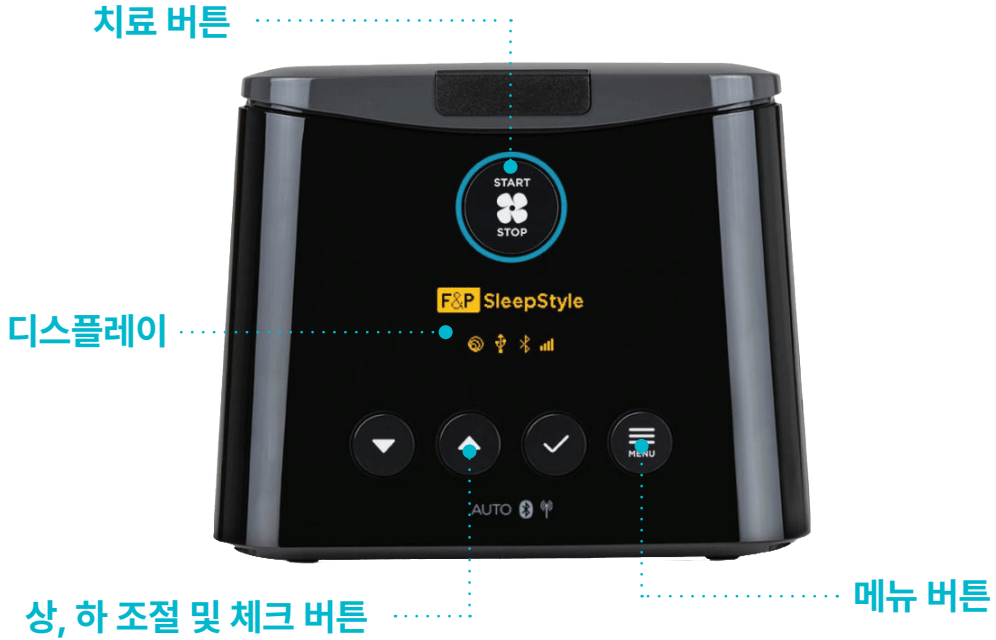 치료 버튼
START
STOP
F&P SleepStyle
디스플레이
MENU
AUTO
상, 하 조절 및 체크 버튼
메뉴 버튼